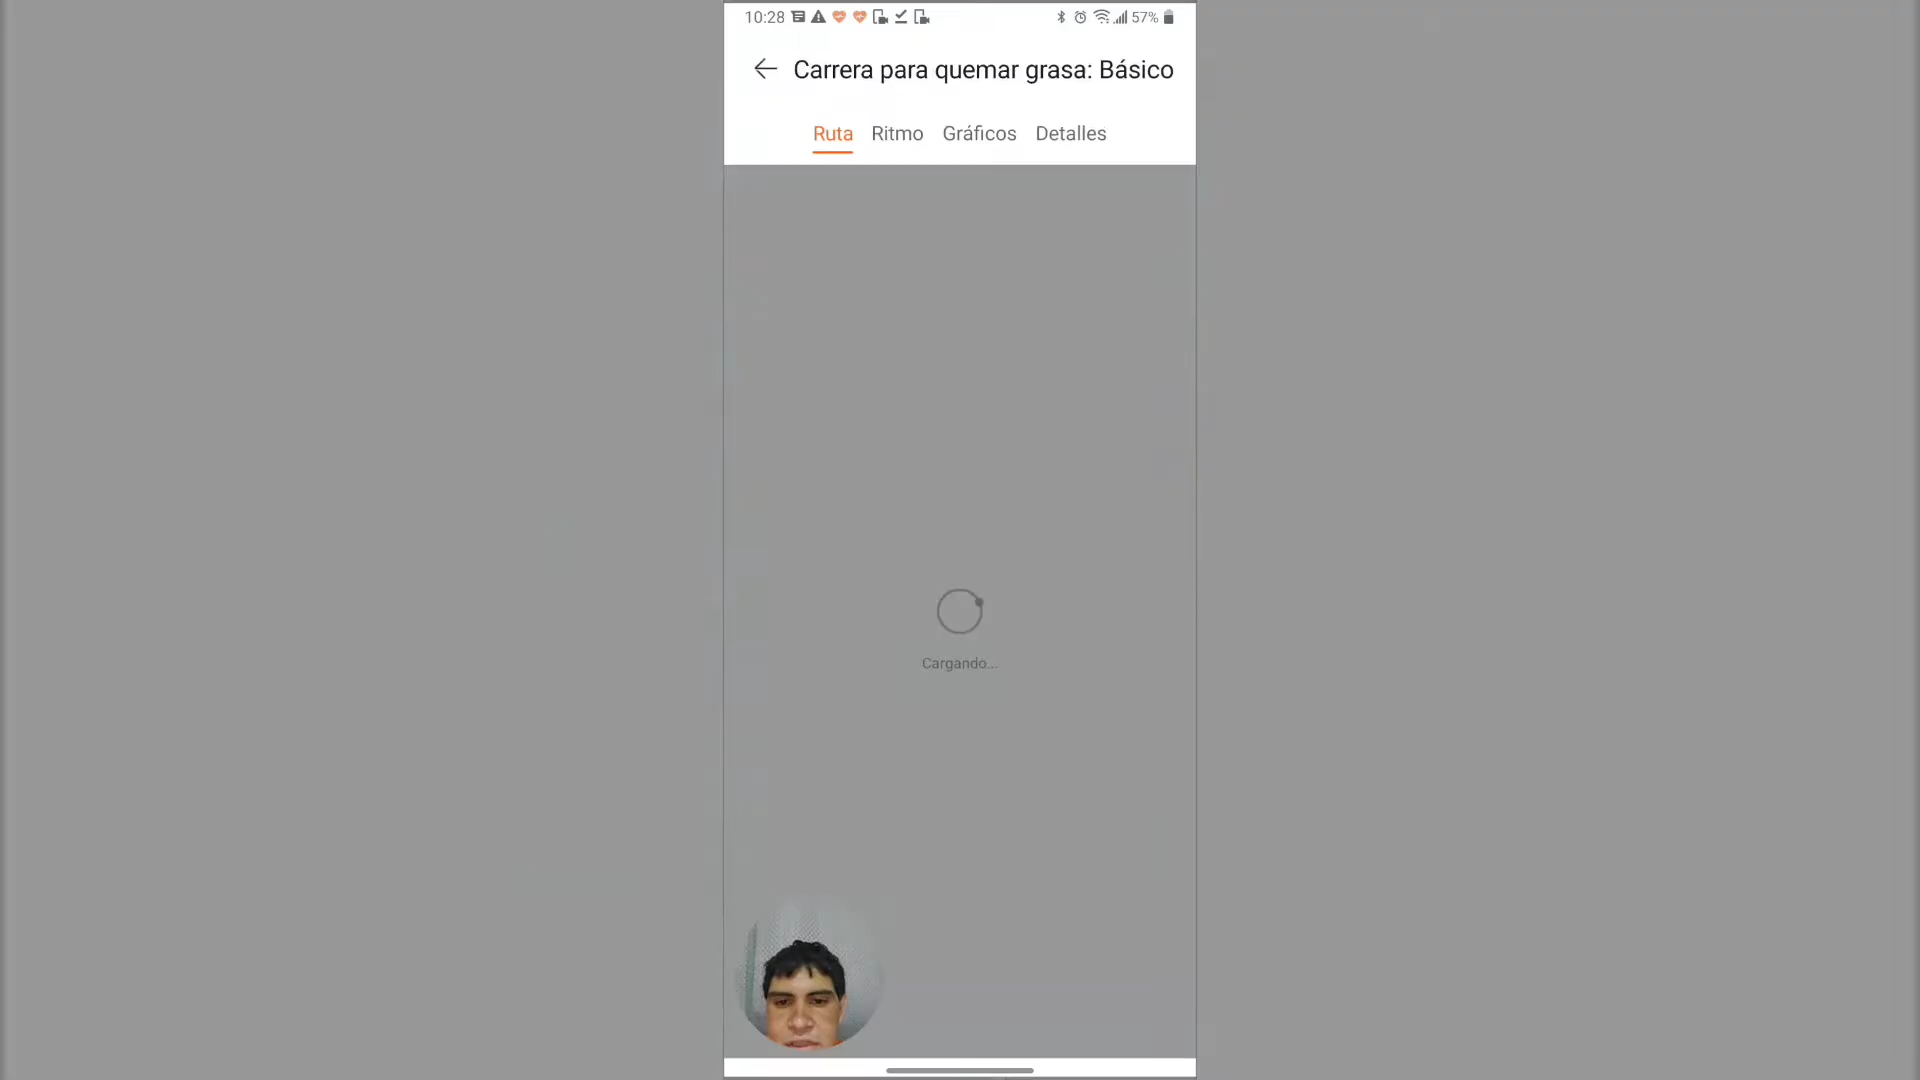 10:28 57%
Carrera para quemar grasa: Básico
Ruta Ritmo Gráficos Detalles
Cargando...